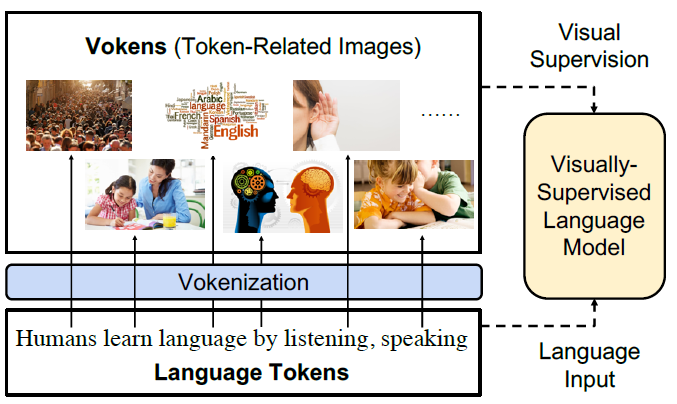 Vokens (Token-Related Images)
Visual
Supervision
Arabic
language
French
Spanish
Mandarin
English
......
Visually-
Supervised
Language
Model
Vokenization
Humans learn language by listening, speaking
Language Tokens
Language
Input